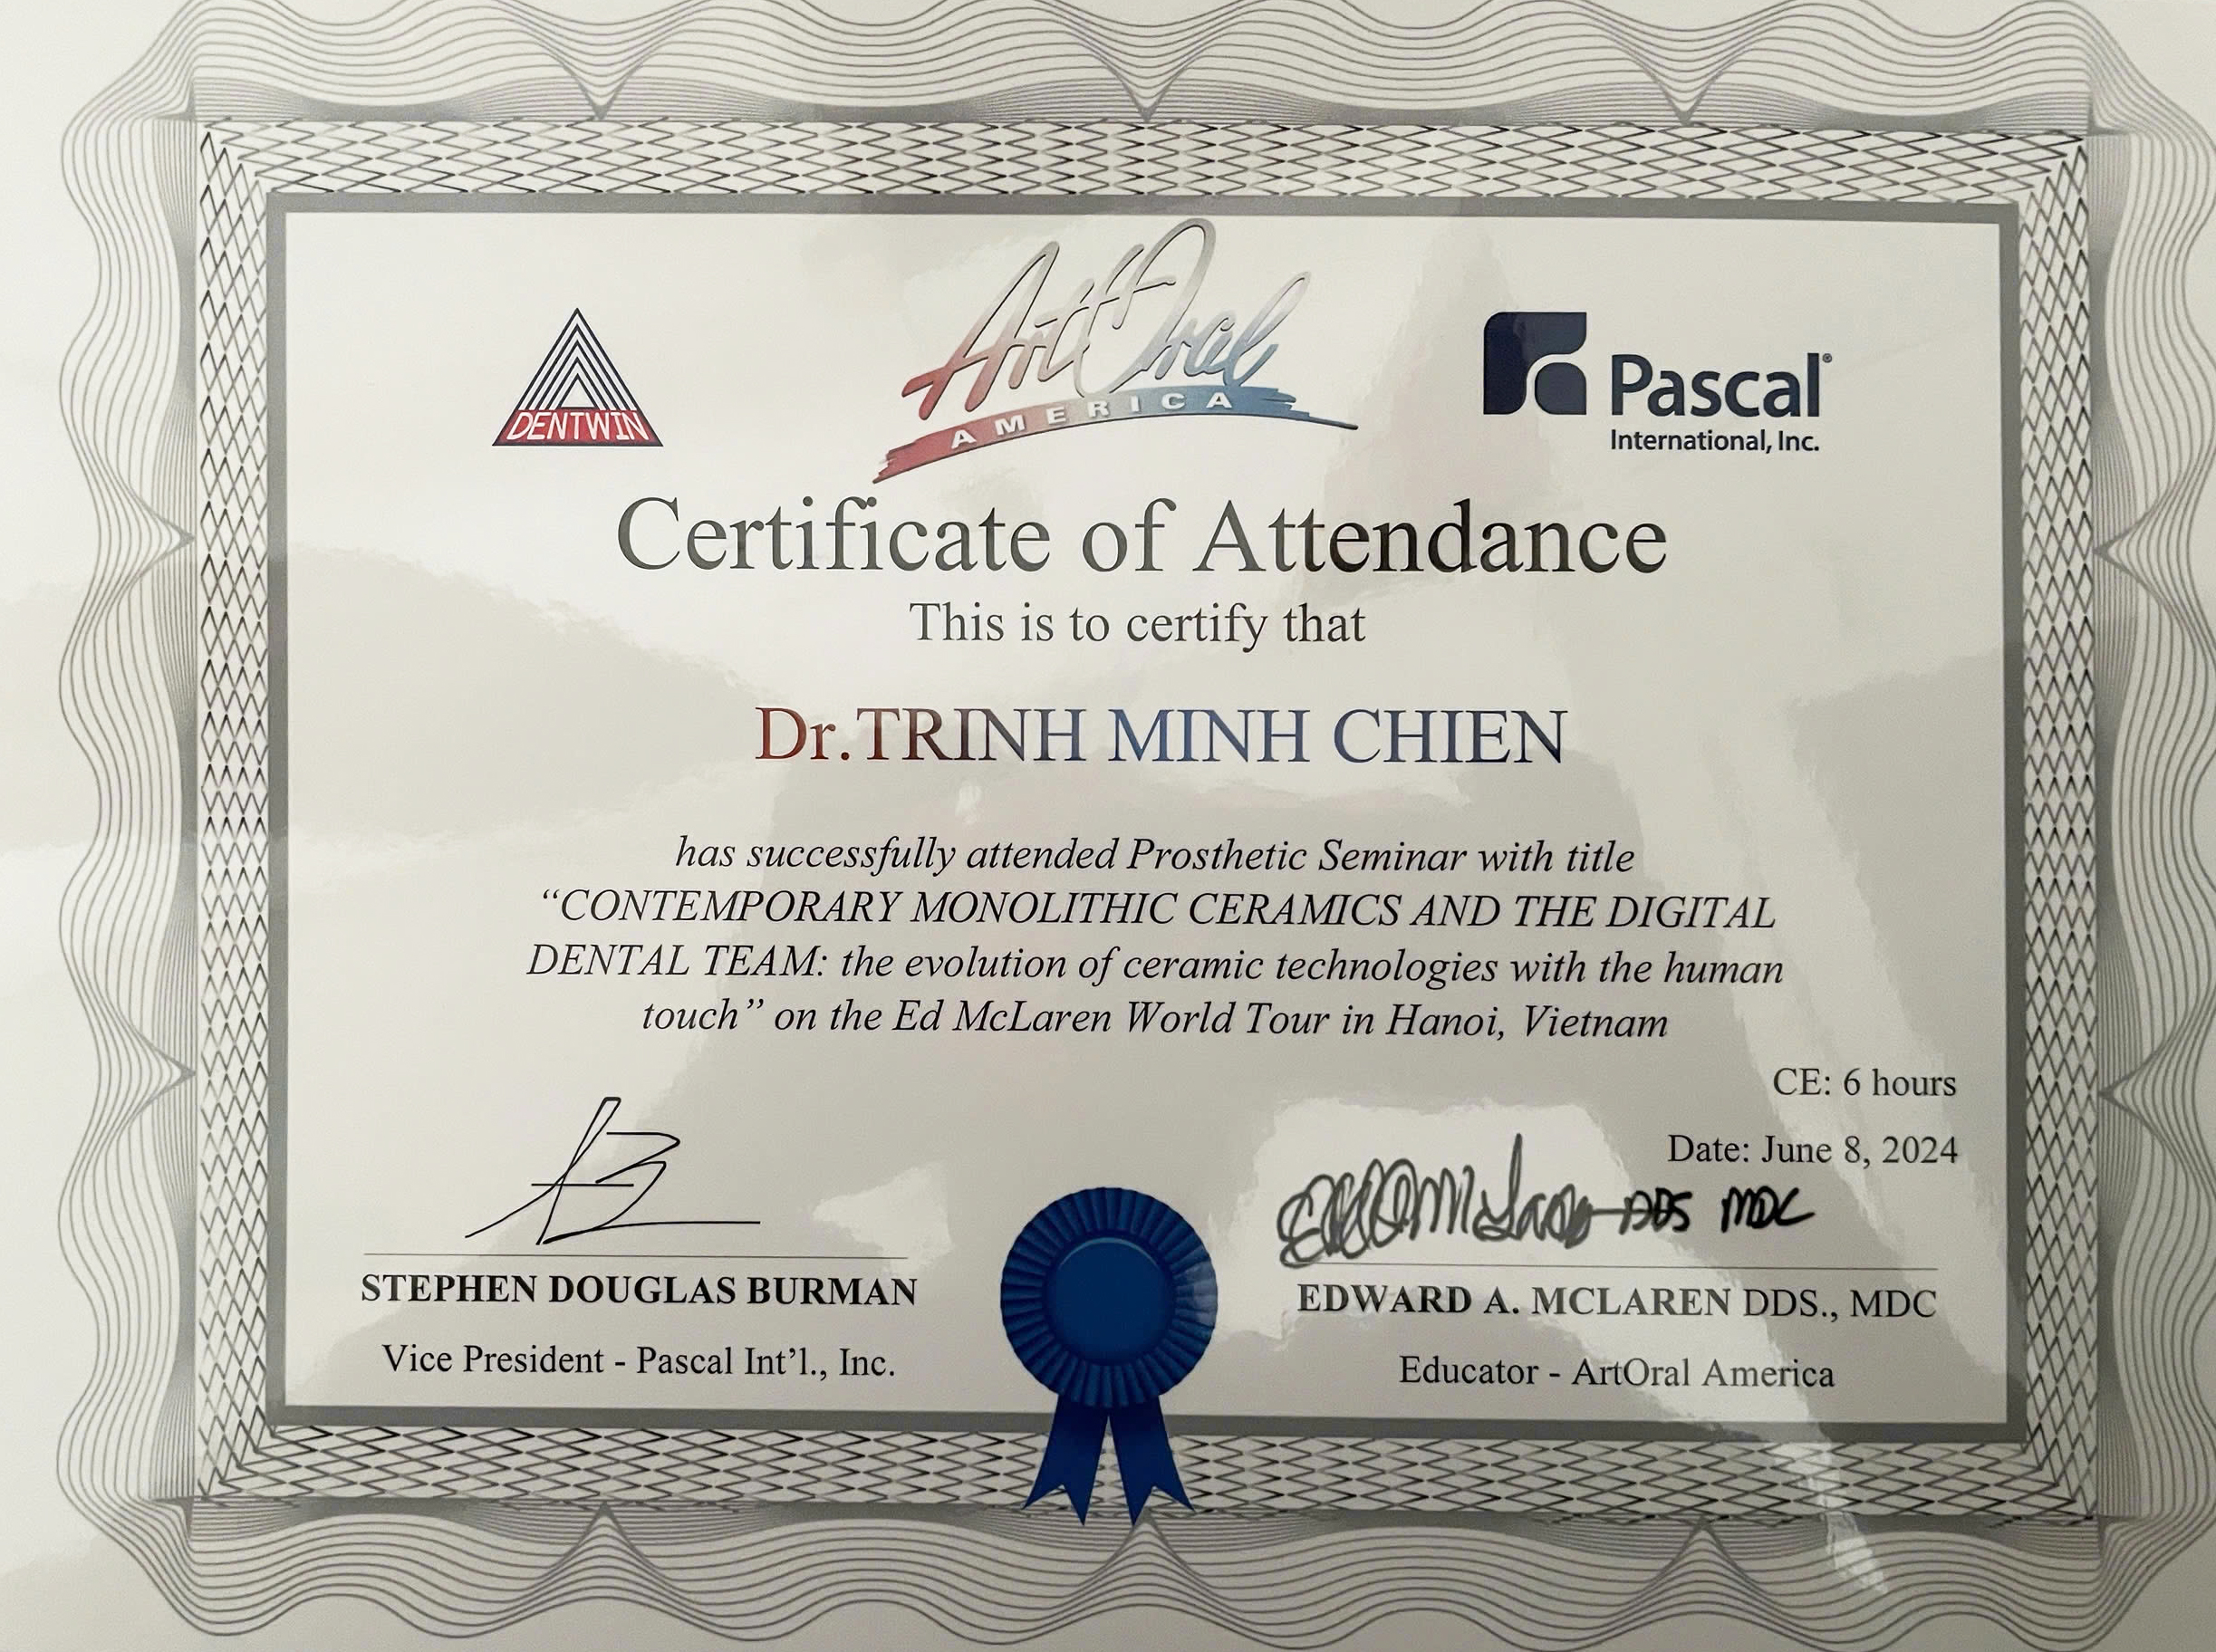 DENTWIN
ArtOral
AMERICA
Pascal®
International, Inc.
Certificate of Attendance
This is to certify that
Dr.TRINH MINH CHIEN
has successfully attended Prosthetic Seminar with title
“CONTEMPORARY MONOLITHIC CERAMICS AND THE DIGITAL
DENTAL TEAM: the evolution of ceramic technologies with the human
touch” on the Ed McLaren World Tour in Hanoi, Vietnam
CE: 6 hours
Date: June 8, 2024
DDS MDC
STEPHEN DOUGLAS BURMAN
Vice President - Pascal Int’l., Inc.
EDWARD A. MCLAREN DDS., MDC
Educator - ArtOral America